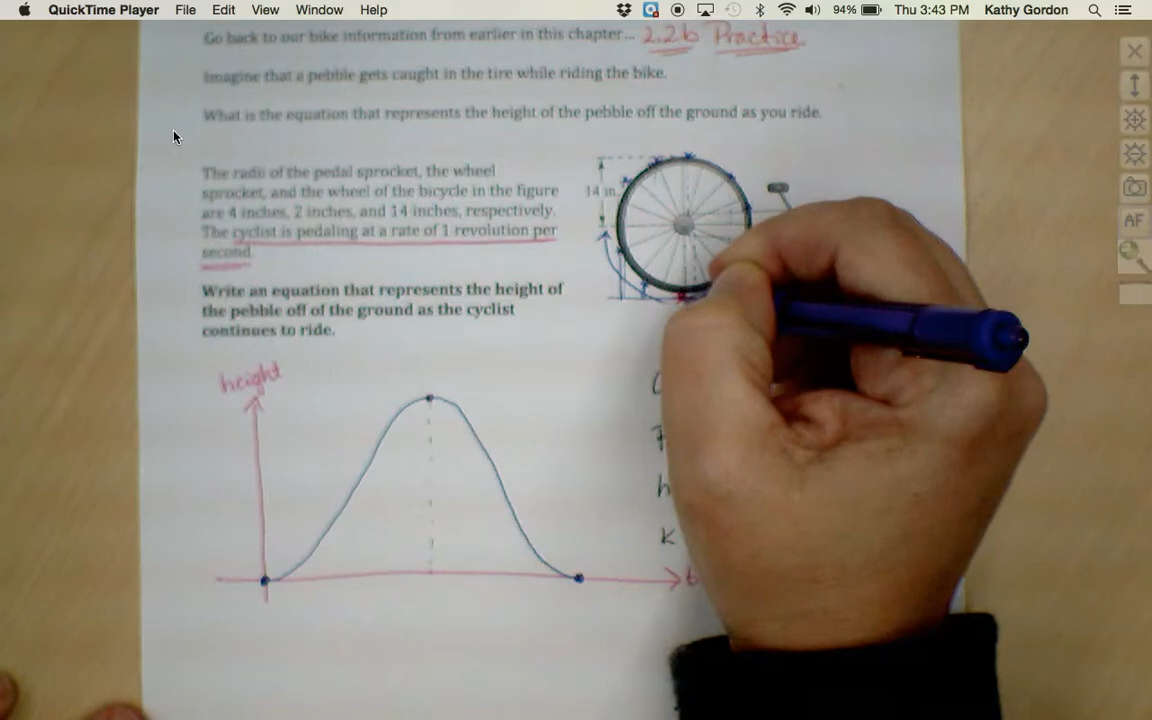 QuickTime Player File Edit View Window Help 94% Thu 3:43 PM Kathy Gordon
Go back to our bike information from earlier in this chapter... 2.2b Practice
Imagine that a pebble gets caught in the tire while riding the bike.
What is the equation that represents the height of the pebble off the ground as you ride.
The radii of the pedal sprocket, the wheel
sprocket, and the wheel of the bicycle in the figure
are 4 inches, 2 inches, and 14 inches, respectively.
The cyclist is pedaling at a rate of 1 revolution per
second.
14 in.
Write an equation that represents the height of
the pebble off of the ground as the cyclist
continues to ride.
height
h
k
t
AF